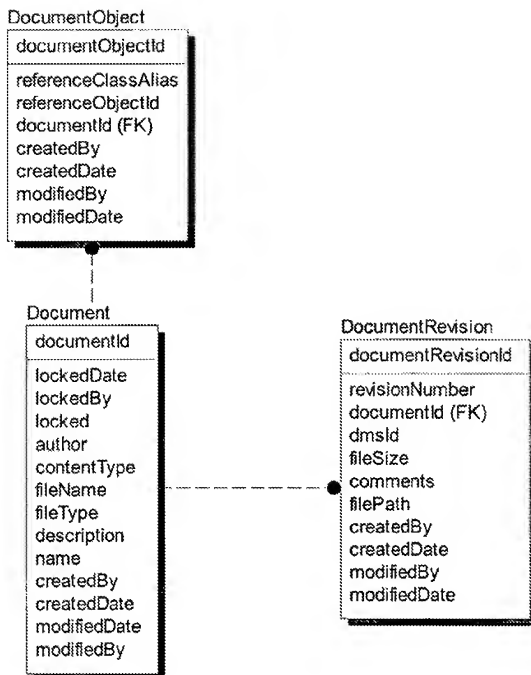 DocumentObject
documentObjectId
referenceClassAlias
referenceObjectId
documentId (FK)
createdBy
createdDate
modifiedBy
modifiedDate
Document
documentId
lockedDate
lockedBy
locked
author
contentType
fileName
fileType
description
name
createdBy
createdDate
modifiedDate
modifiedBy
DocumentRevision
documentRevisionId
revisionNumber
documentId (FK)
dmsId
fileSize
comments
filePath
createdBy
createdDate
modifiedBy
modifiedDate